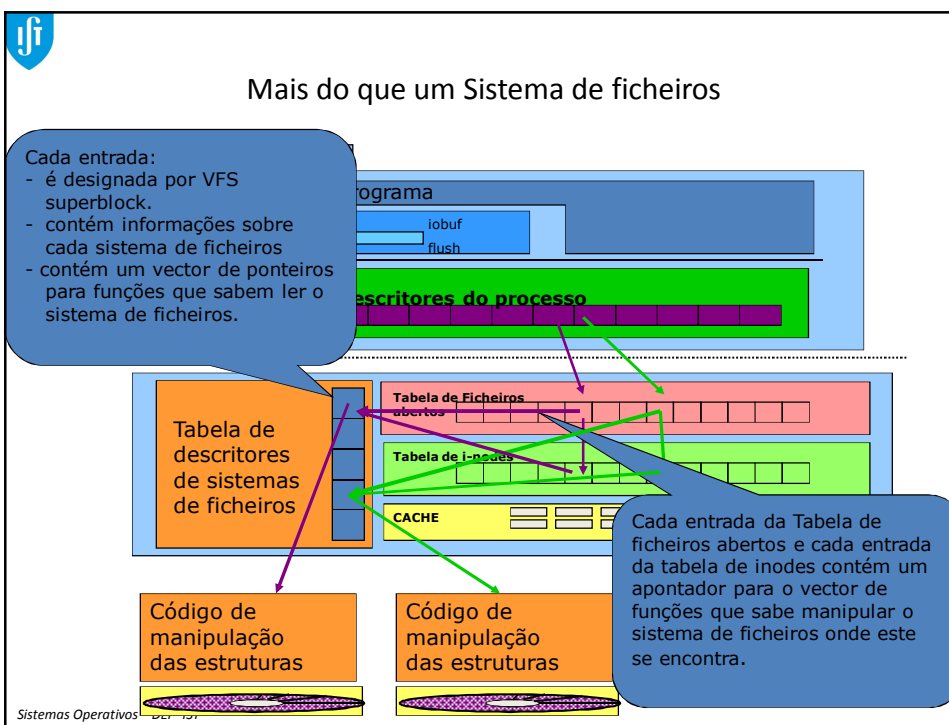 IST
Mais do que um Sistema de ficheiros
Cada entrada:
- é designada por VFS
superblock.
- contém informações sobre
cada sistema de ficheiros
- contém um vector de ponteiros
para funções que sabem ler o
sistema de ficheiros.
rograma
iobuf
flush
escritores do processo
Tabela de
descritores
de sistemas
de ficheiros
Tabela de Ficheiros
abertos
Tabela de i-nodes
CACHE
Cada entrada da Tabela de
ficheiros abertos e cada entrada
da tabela de inodes contém um
apontador para o vector de
funções que sabe manipular o
sistema de ficheiros onde este
se encontra.
Código de
manipulação
das estruturas
Código de
manipulação
das estruturas
Sistemas Operativos